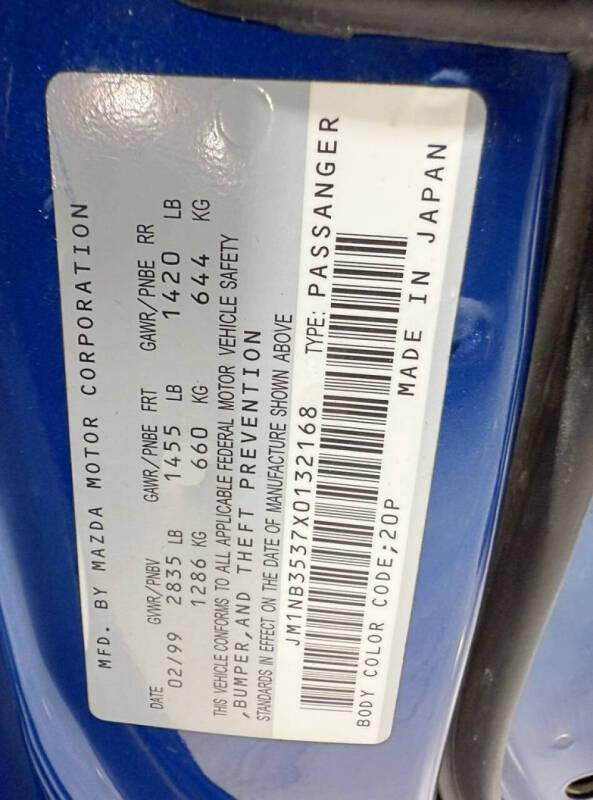 MFD. BY MAZDA MOTOR CORPORATION
DATE GVWR/PNBV GAWR/PNBE FRT GAWR/PNBE RR
02/99 2835 LB 1455 LB 1420 LB
1286 KG 660 KG 644 KG
THIS VEHICLE CONFORMS TO ALL APPLICABLE FEDERAL MOTOR VEHICLE SAFETY
,BUMPER,AND THEFT PREVENTION
STANDARDS IN EFFECT ON THE DATE OF MANUFACTURE SHOWN ABOVE
JM1NB3537X0132168 TYPE: PASSANGER
BODY COLOR CODE;20P MADE IN JAPAN